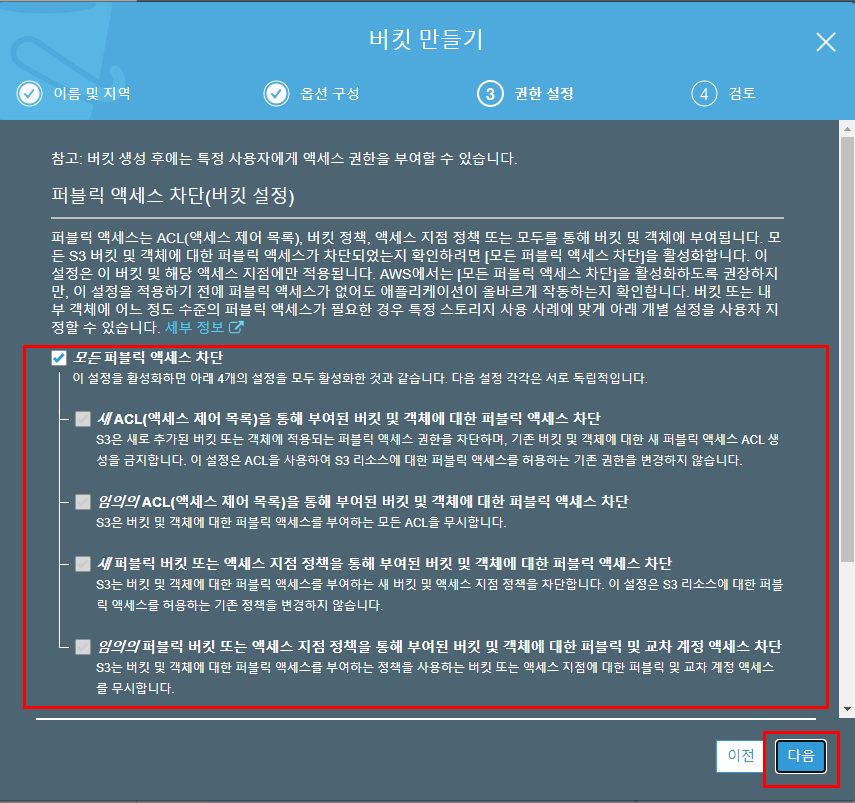 버킷 만들기
이름 및 지역
옵션 구성
3 권한 설정
4 검토
참고: 버킷 생성 후에는 특정 사용자에게 액세스 권한을 부여할 수 있습니다.
퍼블릭 액세스 차단(버킷 설정)
퍼블릭 액세스는 ACL(액세스 제어 목록), 버킷 정책, 액세스 지점 정책 또는 모두를 통해 버킷 및 객체에 부여됩니다. 모
든 S3 버킷 및 객체에 대한 퍼블릭 액세스가 차단되었는지 확인하려면 [모든 퍼블릭 액세스 차단]을 활성화합니다. 이
설정은 이 버킷 및 해당 액세스 지점에만 적용됩니다. AWS에서는 [모든 퍼블릭 액세스 차단]을 활성화하도록 권장하지
만, 이 설정을 적용하기 전에 퍼블릭 액세스가 없어도 애플리케이션이 올바르게 작동하는지 확인합니다. 버킷 또는 내
부 객체에 어느 정도 수준의 퍼블릭 액세스가 필요한 경우 특정 스토리지 사용 사례에 맞게 아래 개별 설정을 사용자 지
정할 수 있습니다. 세부 정보
모든 퍼블릭 액세스 차단
이 설정을 활성화하면 아래 4개의 설정을 모두 활성화한 것과 같습니다. 다음 설정 각각은 서로 독립적입니다.
새 ACL(액세스 제어 목록)을 통해 부여된 버킷 및 객체에 대한 퍼블릭 액세스 차단
S3은 새로 추가된 버킷 또는 객체에 적용되는 퍼블릭 액세스 권한을 차단하며, 기존 버킷 및 객체에 대한 새 퍼블릭 액세스 ACL 생
성을 금지합니다. 이 설정은 ACL을 사용하여 S3 리소스에 대한 퍼블릭 액세스를 허용하는 기존 권한을 변경하지 않습니다.
임의의 ACL(액세스 제어 목록)을 통해 부여된 버킷 및 객체에 대한 퍼블릭 액세스 차단
S3은 버킷 및 객체에 대한 퍼블릭 액세스를 부여하는 모든 ACL을 무시합니다.
새 퍼블릭 버킷 또는 액세스 지점 정책을 통해 부여된 버킷 및 객체에 대한 퍼블릭 액세스 차단
S3는 버킷 및 객체에 대한 퍼블릭 액세스를 부여하는 새 버킷 및 액세스 지점 정책을 차단합니다. 이 설정은 S3 리소스에 대한 퍼블
릭 액세스를 허용하는 기존 정책을 변경하지 않습니다.
임의의 퍼블릭 버킷 또는 액세스 지점 정책을 통해 부여된 버킷 및 객체에 대한 퍼블릭 및 교차 계정 액세스 차단
S3는 버킷 및 객체에 대한 퍼블릭 액세스를 부여하는 정책을 사용하는 버킷 또는 액세스 지점에 대한 퍼블릭 및 교차 계정 액세스
를 무시합니다.
이전
다음